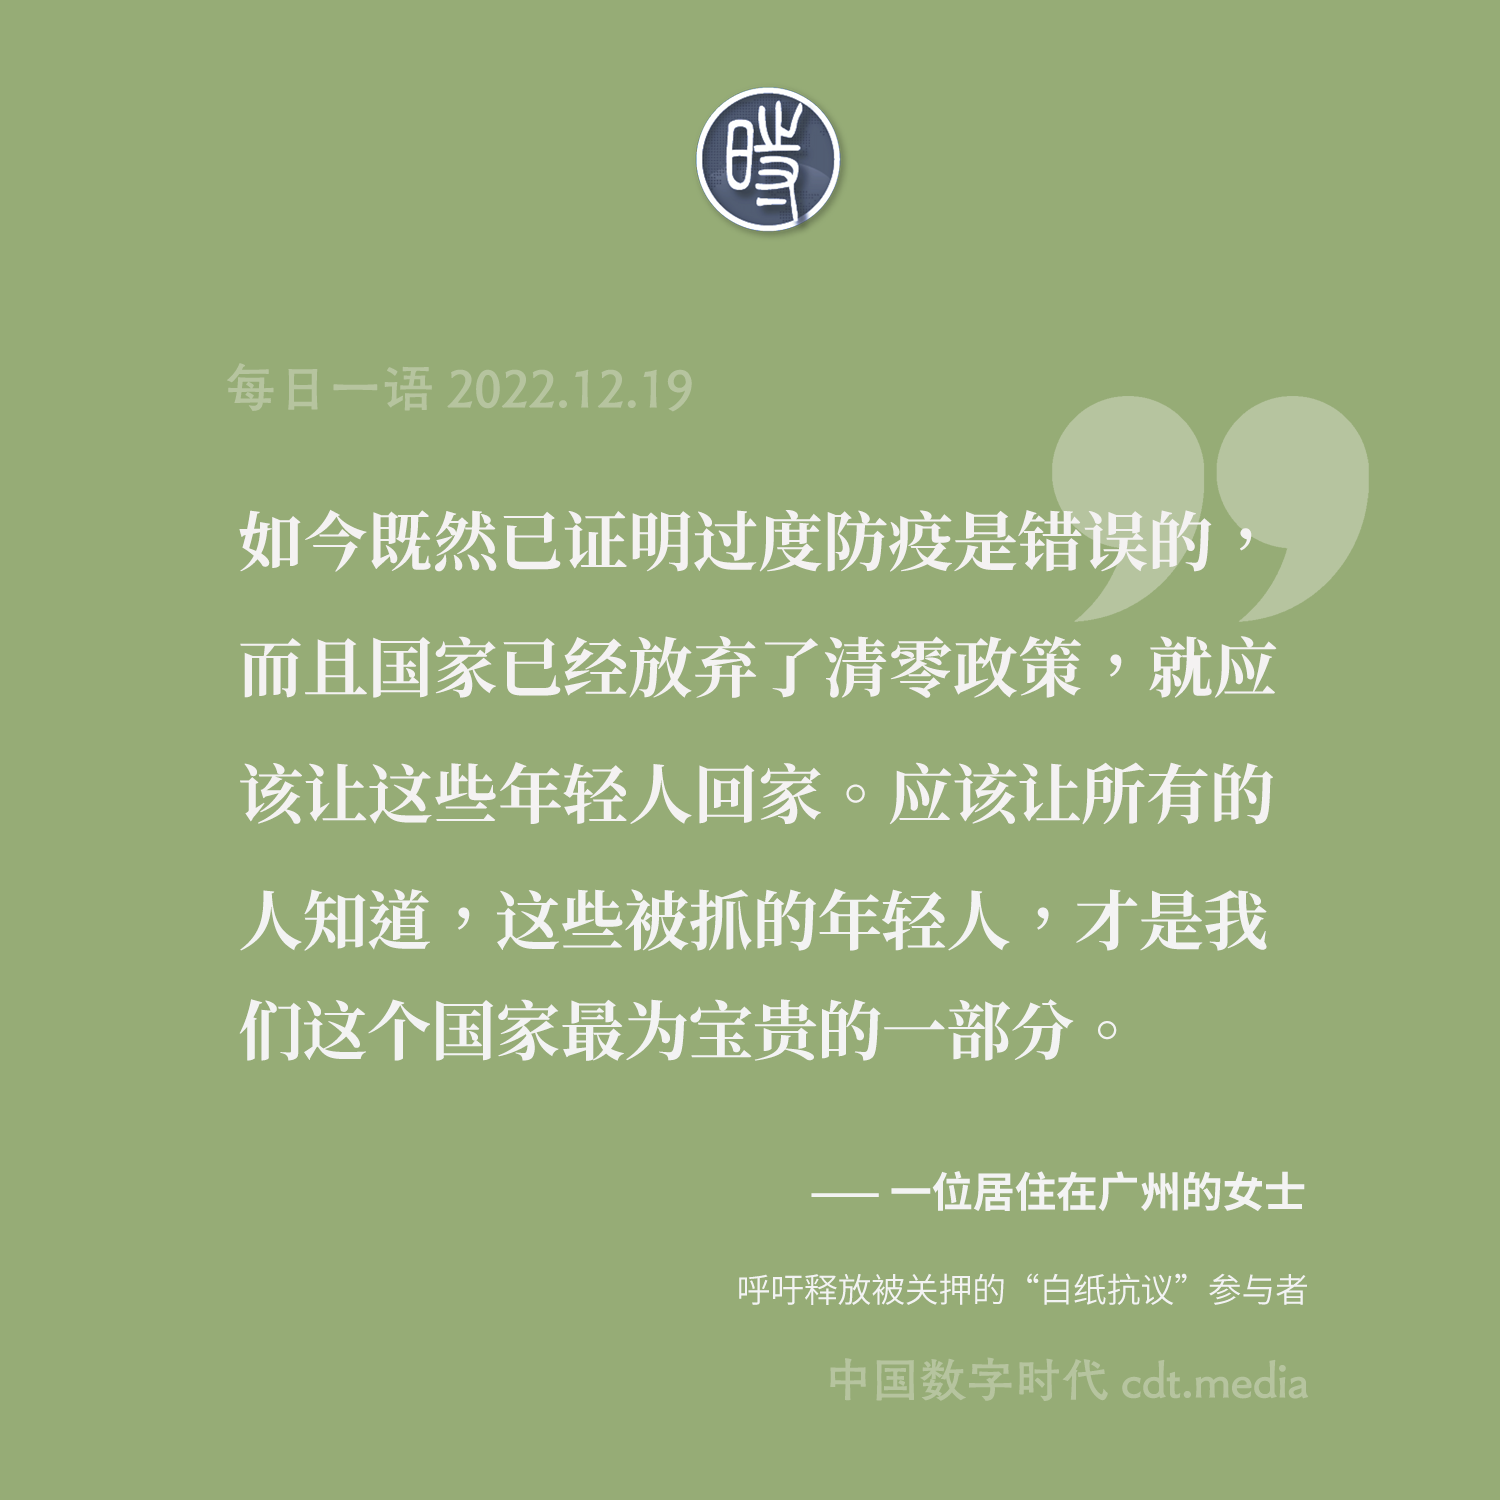 時
每日一语 2022.12.19
如今既然已证明过度防疫是错误的，
而且国家已经放弃了清零政策，就应
该让这些年轻人回家。应该让所有的
人知道，这些被抓的年轻人，才是我
们这个国家最为宝贵的一部分。
—— 一位居住在广州的女士
呼吁释放被关押的“白纸抗议”参与者
中国数字时代 cdt.media